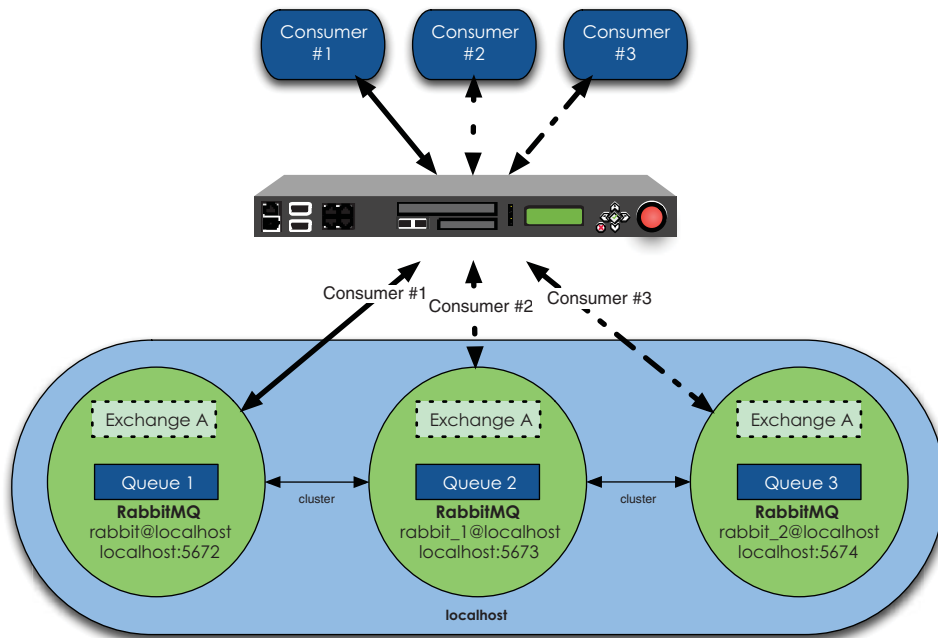 Consumer
#1
Consumer
#2
Consumer
#3
Consumer #1
Consumer #2
Consumer #3
Exchange A
Exchange A
Exchange A
Queue 1
Queue 2
Queue 3
cluster
cluster
RabbitMQ
rabbit@localhost
localhost:5672
RabbitMQ
rabbit_1@localhost
localhost:5673
RabbitMQ
rabbit_2@localhost
localhost:5674
localhost